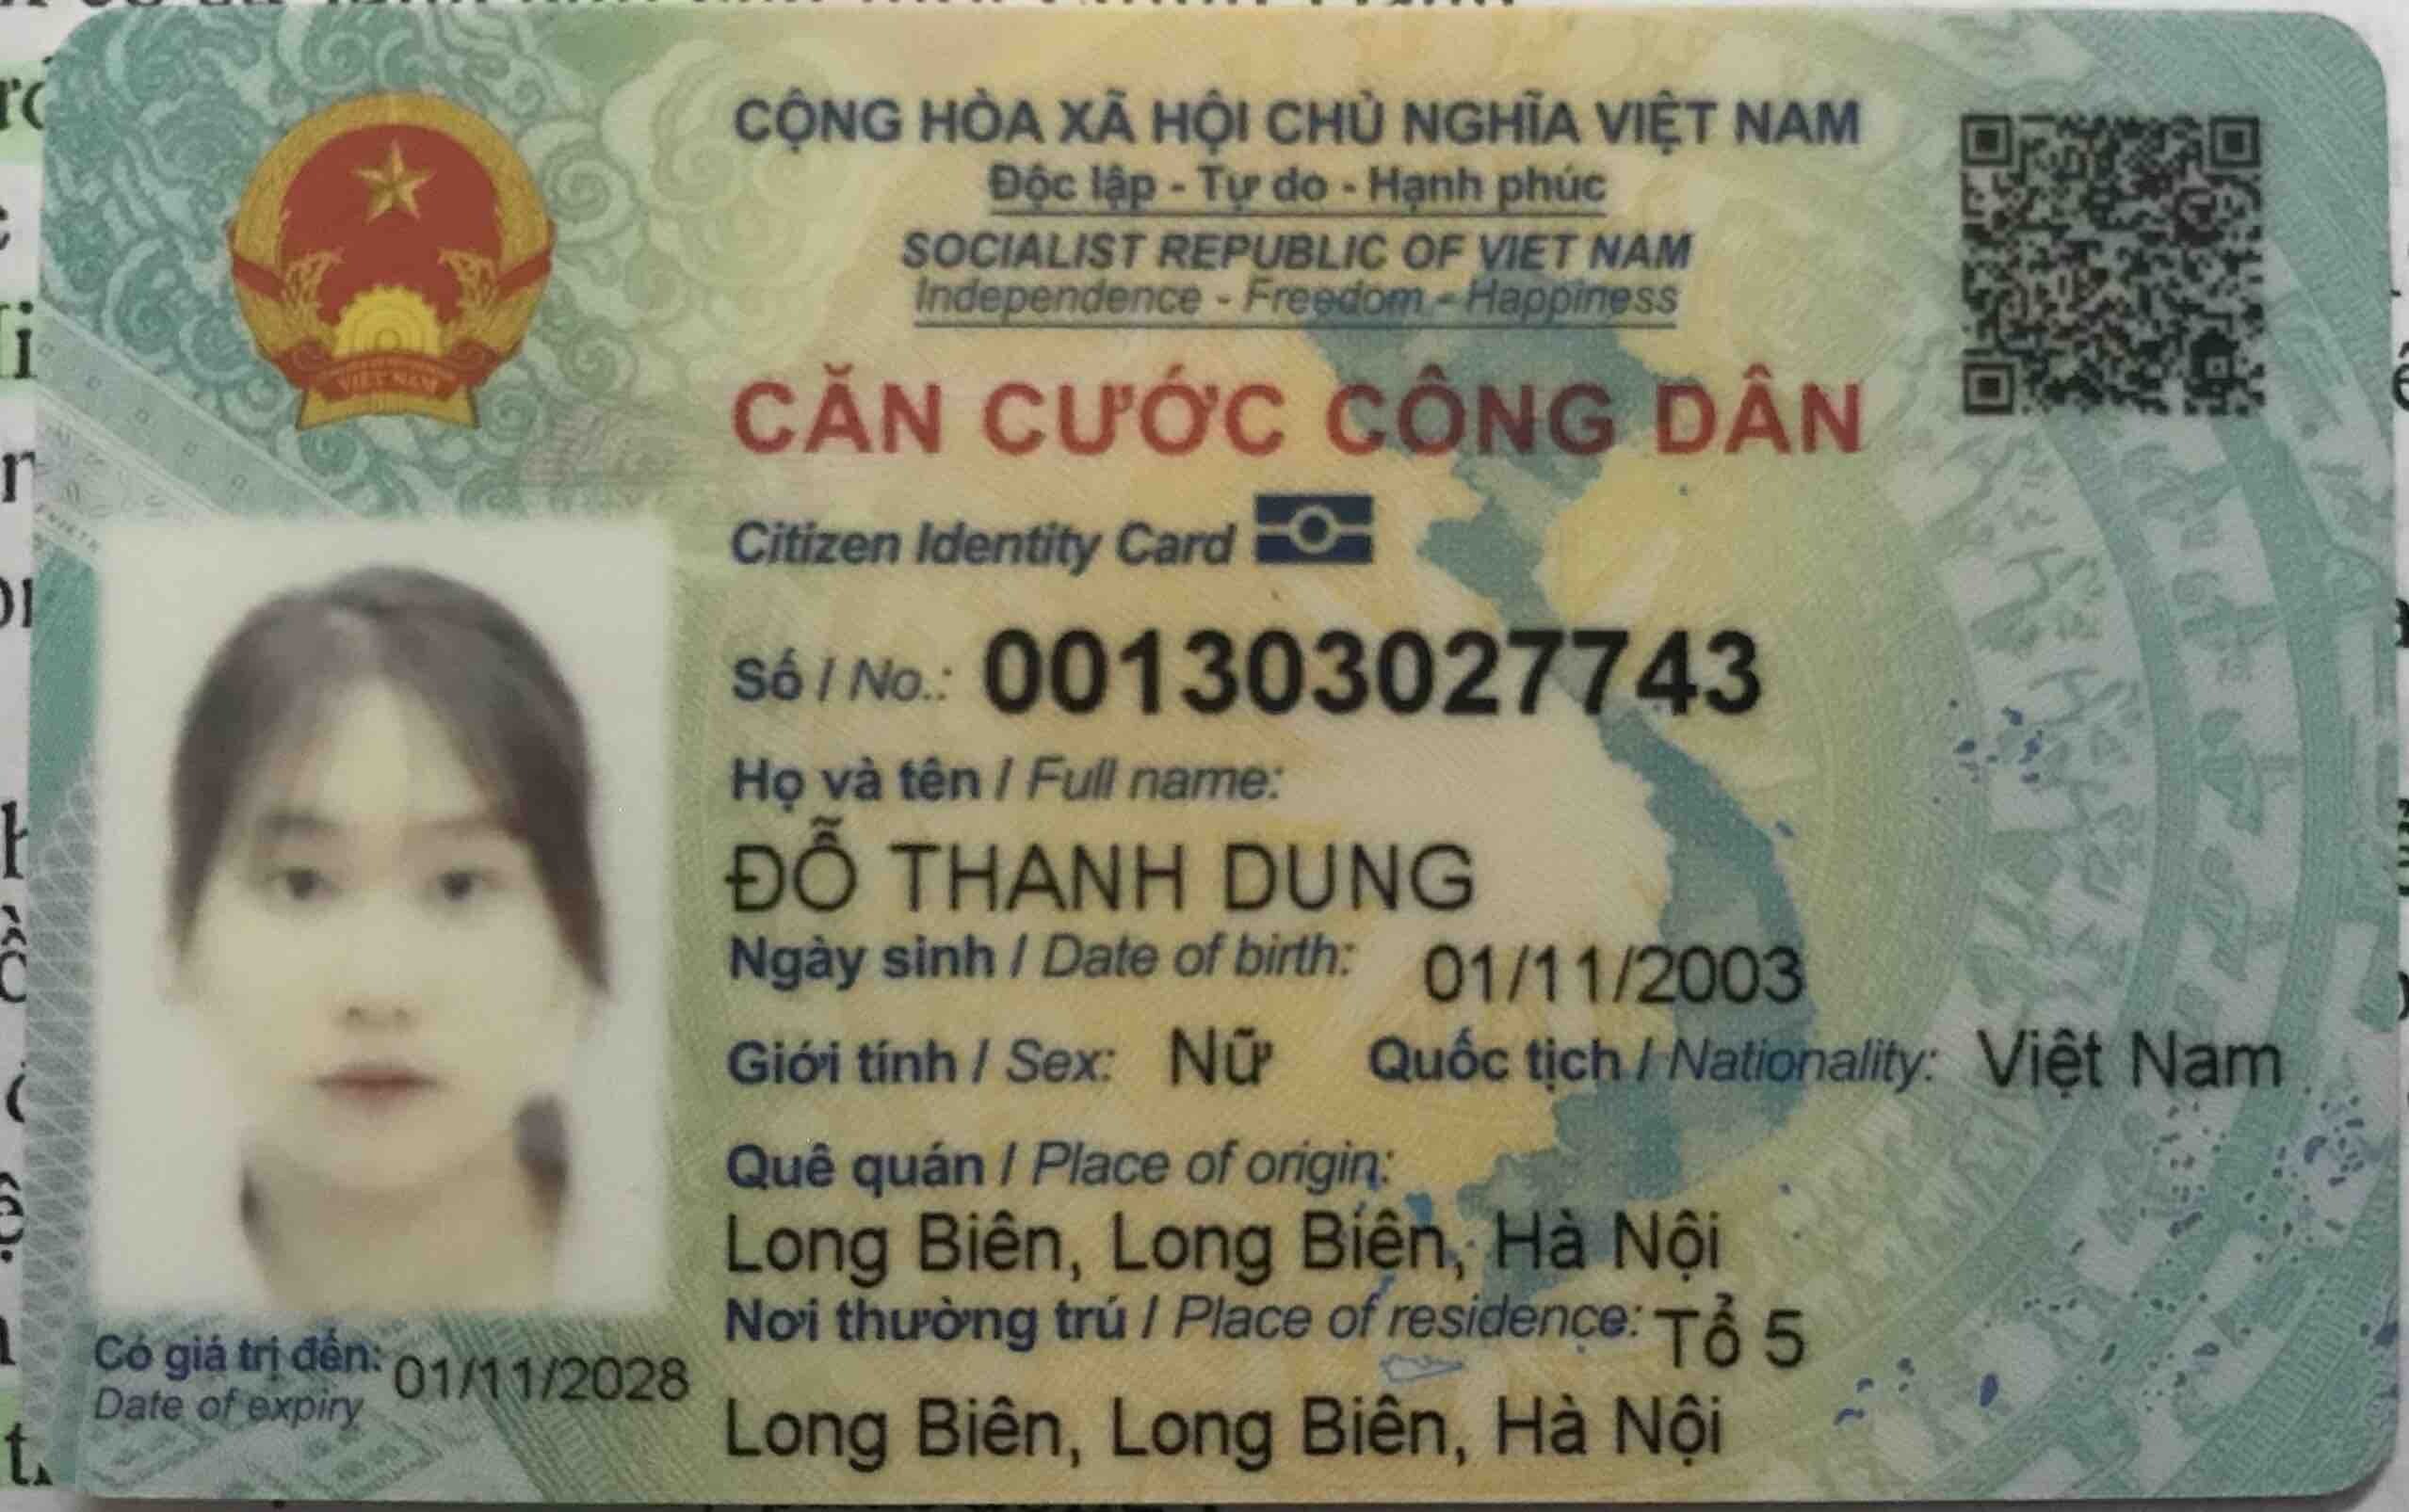 CỘNG HÒA XÃ HỘI CHỦ NGHĨA VIỆT NAM
Độc lập - Tự do - Hạnh phúc
SOCIALIST REPUBLIC OF VIET NAM
Independence - Freedom - Happiness
CĂN CƯỚC CÔNG DÂN
Citizen Identity Card
Số / No.: 001303027743
Họ và tên / Full name:
ĐỖ THANH DUNG
Ngày sinh / Date of birth: 01/11/2003
Giới tính / Sex: Nữ Quốc tịch / Nationality: Việt Nam
Quê quán / Place of origin:
Long Biên, Long Biên, Hà Nội
Nơi thường trú / Place of residence: Tổ 5
Long Biên, Long Biên, Hà Nội
Có giá trị đến: 01/11/2028
Date of expiry
VIỆT NAM